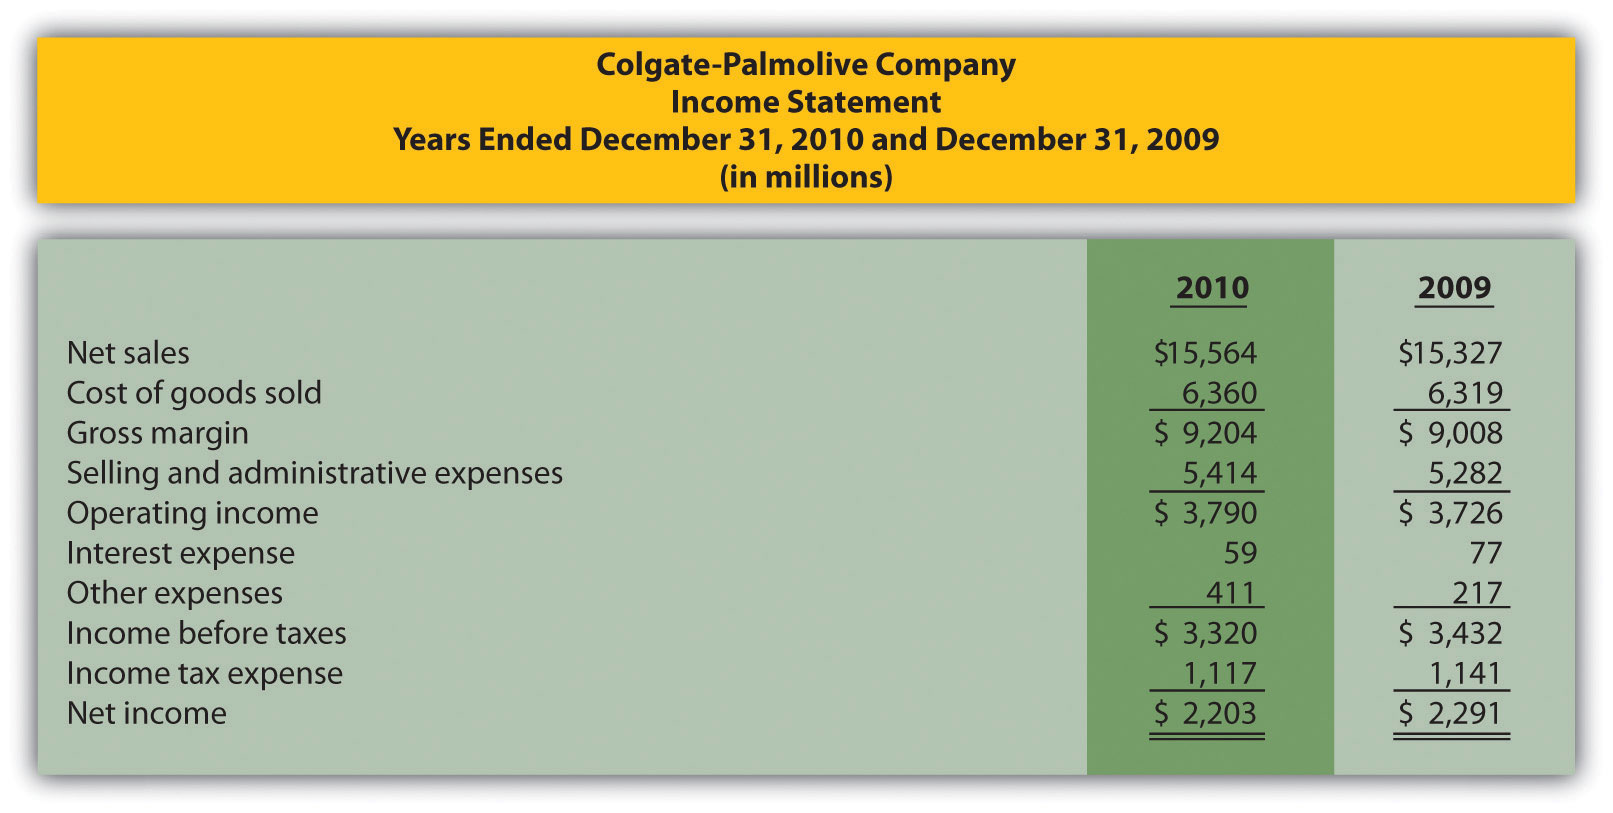 Colgate-Palmolive Company
Income Statement
Years Ended December 31, 2010 and December 31, 2009
(in millions)
2010 2009
Net sales $15,564 $15,327
Cost of goods sold 6,360 6,319
Gross margin $ 9,204 $ 9,008
Selling and administrative expenses 5,414 5,282
Operating income $ 3,790 $ 3,726
Interest expense 59 77
Other expenses 411 217
Income before taxes $ 3,320 $ 3,432
Income tax expense 1,117 1,141
Net income $ 2,203 $ 2,291